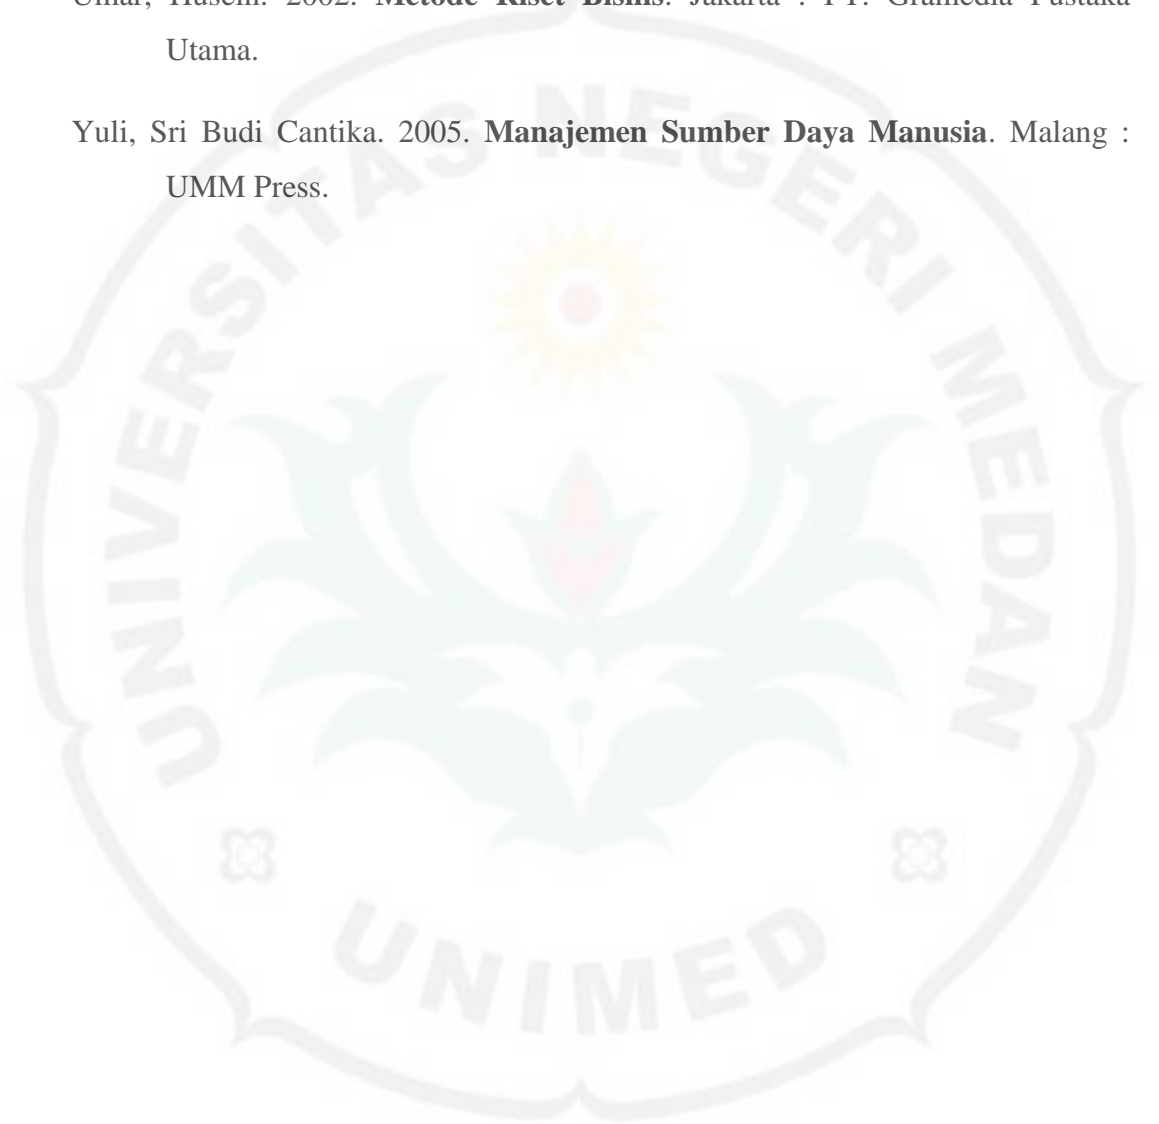 Umar, Husein. 2002. Metode Riset Bisnis. Jakarta : PT. Gramedia Pustaka
Utama.
Yuli, Sri Budi Cantika. 2005. Manajemen Sumber Daya Manusia. Malang :
UMM Press.
UNIVERSITAS NEGERI MEDAN
UNIMED